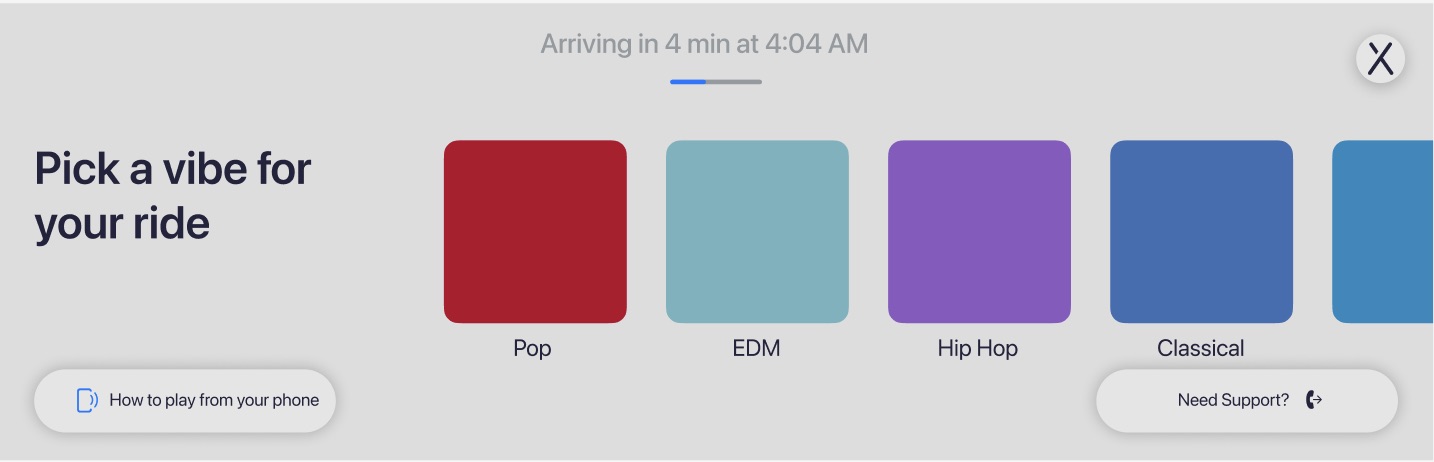 Arriving in 4 min at 4:04 AM
Pick a vibe for
your ride
Pop
EDM
Hip Hop
Classical
How to play from your phone
Need Support?